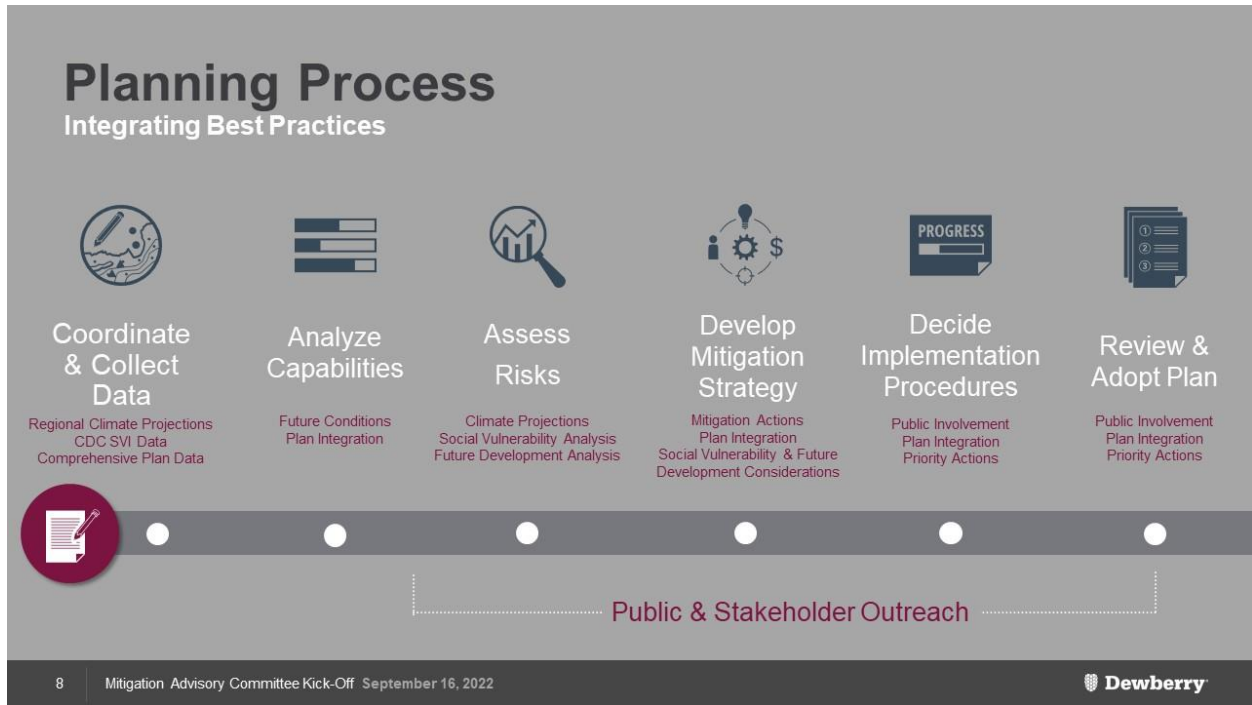 Planning Process
Integrating Best Practices
PROGRESS
1
2
3
Coordinate
& Collect
Data
Regional Climate Projections
CDC SVI Data
Comprehensive Plan Data
Analyze
Capabilities
Future Conditions
Plan Integration
Assess
Risks
Climate Projections
Social Vulnerability Analysis
Future Development Analysis
$
Develop
Mitigation
Strategy
Mitigation Actions
Plan Integration
Social Vulnerability & Future
Development Considerations
Decide
Implementation
Procedures
Public Involvement
Plan Integration
Priority Actions
Review &
Adopt Plan
Public Involvement
Plan Integration
Priority Actions
Public & Stakeholder Outreach
8 Mitigation Advisory Committee Kick-Off September 16, 2022
Dewberry